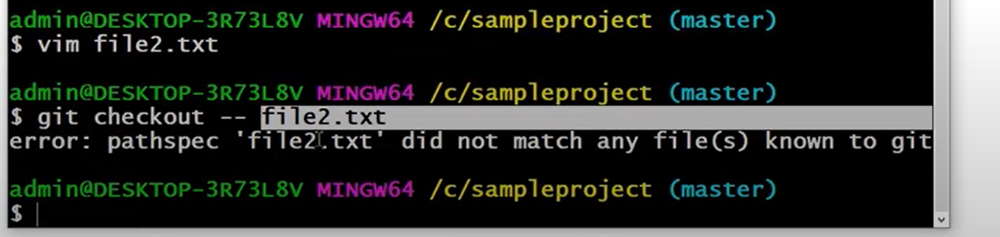 admin@DESKTOP-3R73L8V MINGW64 /c/sampleproject (master)
$ vim file2.txt
admin@DESKTOP-3R73L8V MINGW64 /c/sampleproject (master)
$ git checkout -- file2.txt
error: pathspec 'file2.txt' did not match any file(s) known to git
admin@DESKTOP-3R73L8V MINGW64 /c/sampleproject (master)
$